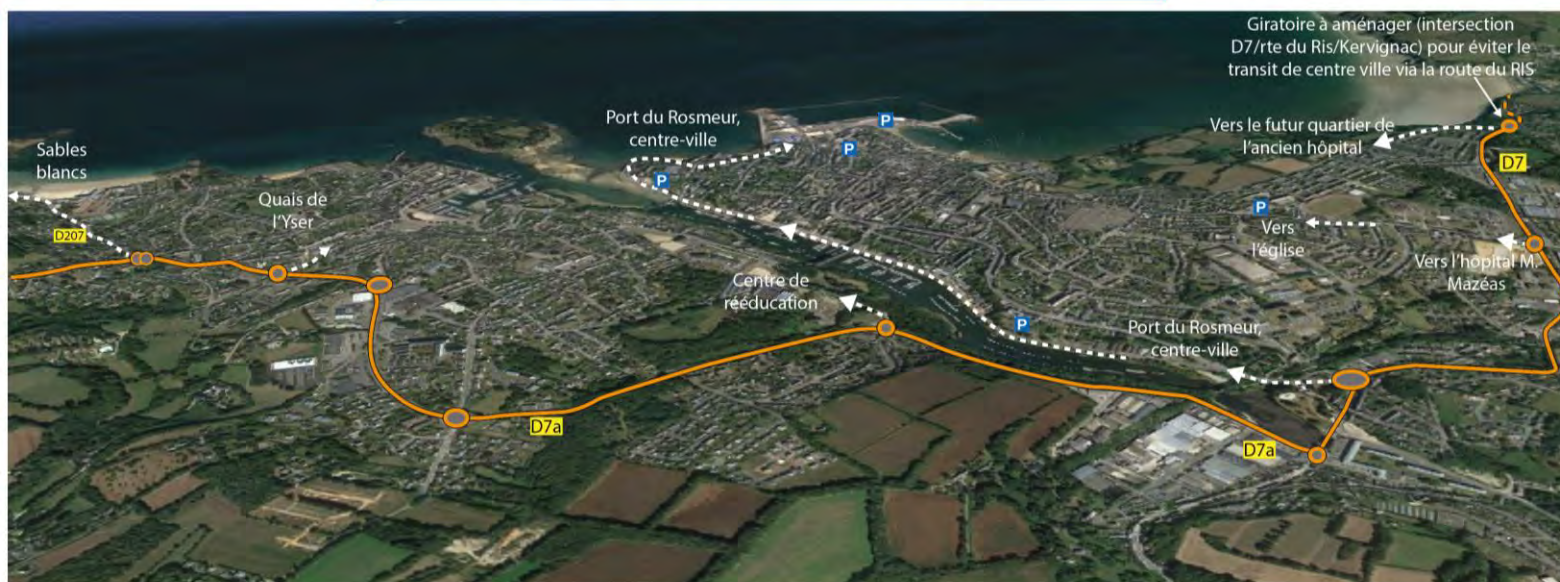 Giratoire à aménager (intersection
D7/rte du Ris/Kervignac) pour éviter le
transit de centre ville via la route du RIS
Port du Rosmeur,
centre-ville
P
P
Vers le futur quartier de
l'ancien hôpital
Sables
blancs
D7
P
Quais de
l'Yser
P
D207
Vers
l'église
Vers l'hôpital M.
Mazéas
Centre de
rééducation
P
Port du Rosmeur,
centre-ville
D7a
D7a